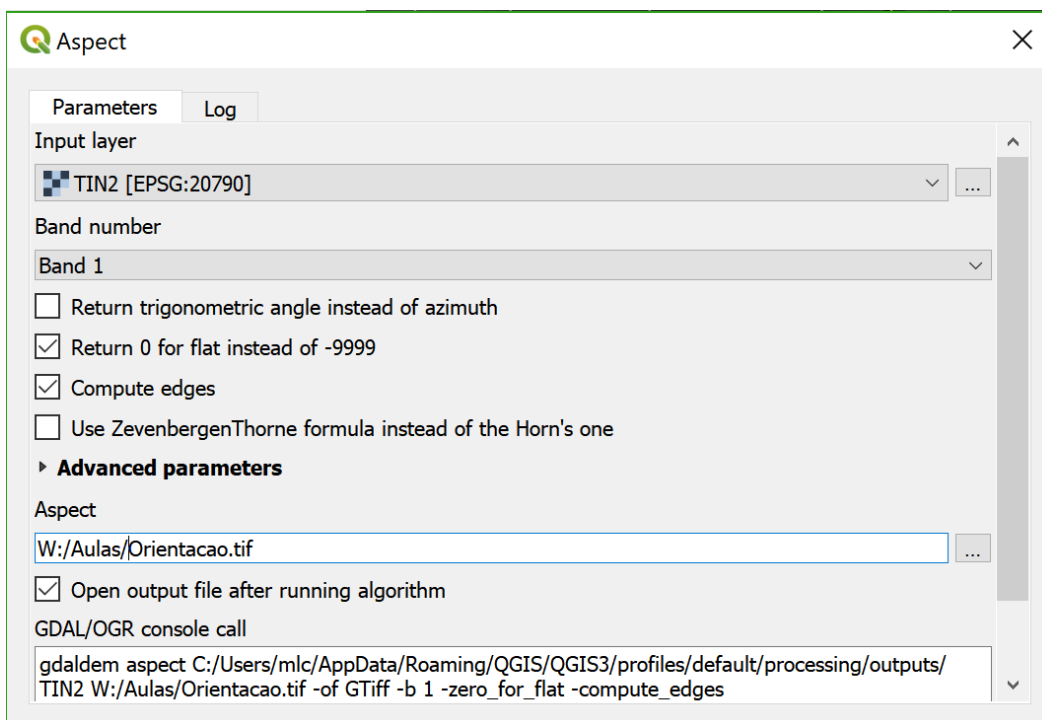 Aspect
Parameters
Log
Input layer
TIN2 [EPSG:20790]
...
Band number
Band 1
Return trigonometric angle instead of azimuth
Return 0 for flat instead of -9999
Compute edges
Use ZevenbergenThorne formula instead of the Horn's one
Advanced parameters
Aspect
W:/Aulas/Orientacao.tif
...
Open output file after running algorithm
GDAL/OGR console call
gdaldem aspect C:/Users/mlc/AppData/Roaming/QGIS/QGIS3/profiles/default/processing/outputs/
TIN2 W:/Aulas/Orientacao.tif -of GTiff -b 1 -zero_for_flat -compute_edges